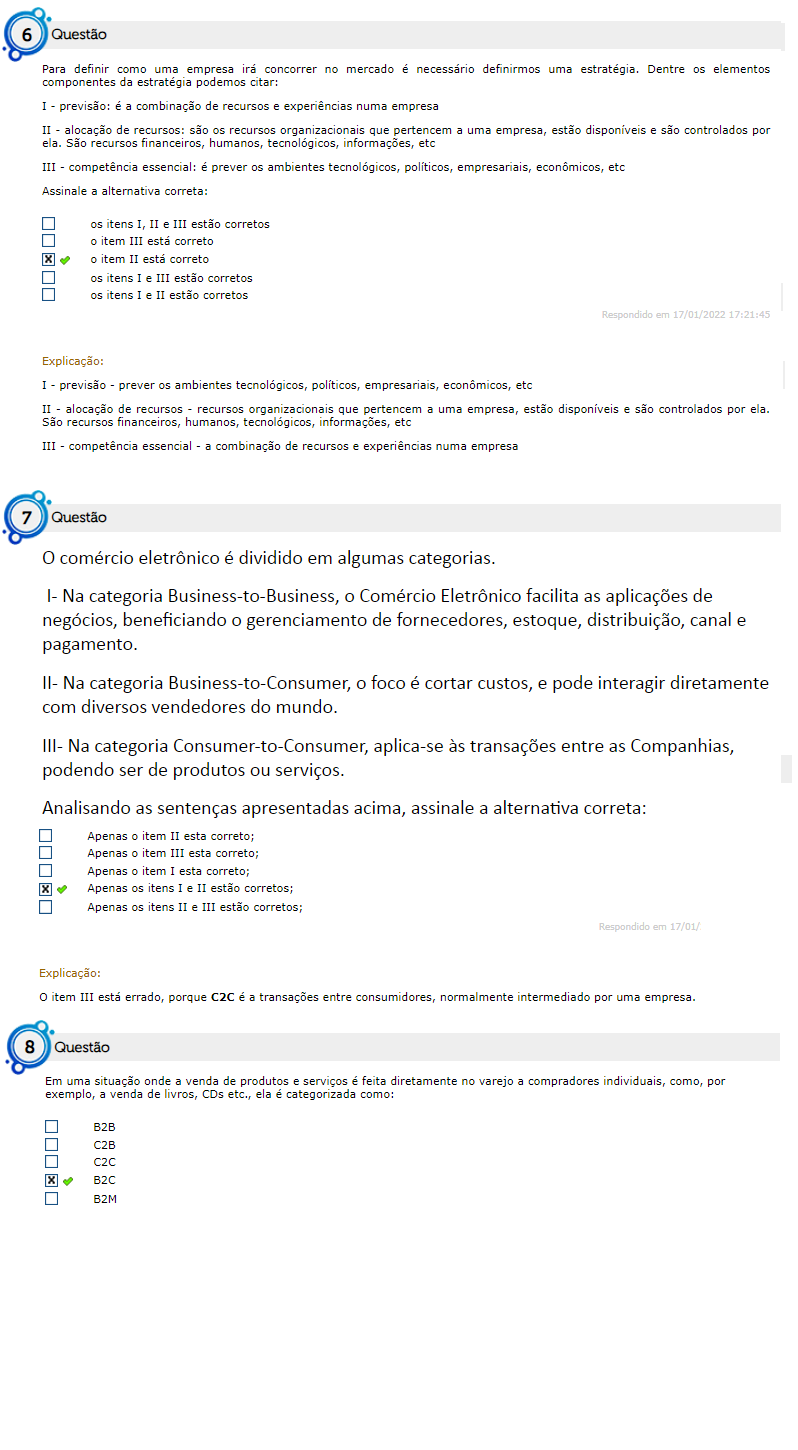 6 Questão
Para definir como uma empresa irá concorrer no mercado é necessário definirmos uma estratégia. Dentre os elementos
componentes da estratégia podemos citar:
I - previsão: é a combinação de recursos e experiências numa empresa
II - alocação de recursos: são os recursos organizacionais que pertencem a uma empresa, estão disponíveis e são controlados por
ela. São recursos financeiros, humanos, tecnológicos, informações, etc
III - competência essencial: é prever os ambientes tecnológicos, políticos, empresariais, econômicos, etc
Assinale a alternativa correta:
os itens I, II e III estão corretos
o item III está correto
X o item II está correto
os itens I e III estão corretos
os itens I e II estão corretos
Respondido em 17/01/2022 17:21:45
Explicação:
I - previsão - prever os ambientes tecnológicos, políticos, empresariais, econômicos, etc
II - alocação de recursos - recursos organizacionais que pertencem a uma empresa, estão disponíveis e são controlados por ela.
São recursos financeiros, humanos, tecnológicos, informações, etc
III - competência essencial - a combinação de recursos e experiências numa empresa
7 Questão
O comércio eletrônico é dividido em algumas categorias.
I- Na categoria Business-to-Business, o Comércio Eletrônico facilita as aplicações de
negócios, beneficiando o gerenciamento de fornecedores, estoque, distribuição, canal e
pagamento.
II- Na categoria Business-to-Consumer, o foco é cortar custos, e pode interagir diretamente
com diversos vendedores do mundo.
III- Na categoria Consumer-to-Consumer, aplica-se às transações entre as Companhias,
podendo ser de produtos ou serviços.
Analisando as sentenças apresentadas acima, assinale a alternativa correta:
Apenas o item II esta correto;
Apenas o item III esta correto;
Apenas o item I esta correto;
X Apenas os itens I e II estão corretos;
Apenas os itens II e III estão corretos;
Respondido em 17/01/
Explicação:
O item III está errado, porque C2C é a transações entre consumidores, normalmente intermediado por uma empresa.
8 Questão
Em uma situação onde a venda de produtos e serviços é feita diretamente no varejo a compradores individuais, como, por
exemplo, a venda de livros, CDs etc., ela é categorizada como:
B2B
C2B
C2C
X B2C
B2M